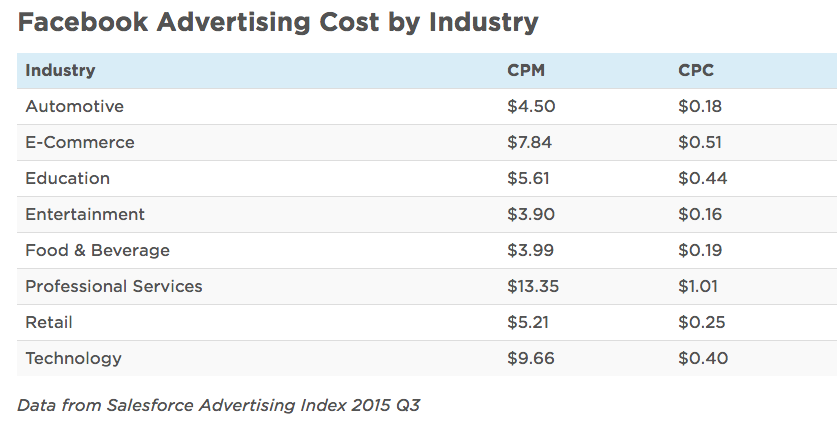 Facebook Advertising Cost by Industry
Industry CPM CPC
Automotive $4.50 $0.18
E-Commerce $7.84 $0.51
Education $5.61 $0.44
Entertainment $3.90 $0.16
Food & Beverage $3.99 $0.19
Professional Services $13.35 $1.01
Retail $5.21 $0.25
Technology $9.66 $0.40
Data from Salesforce Advertising Index 2015 Q3